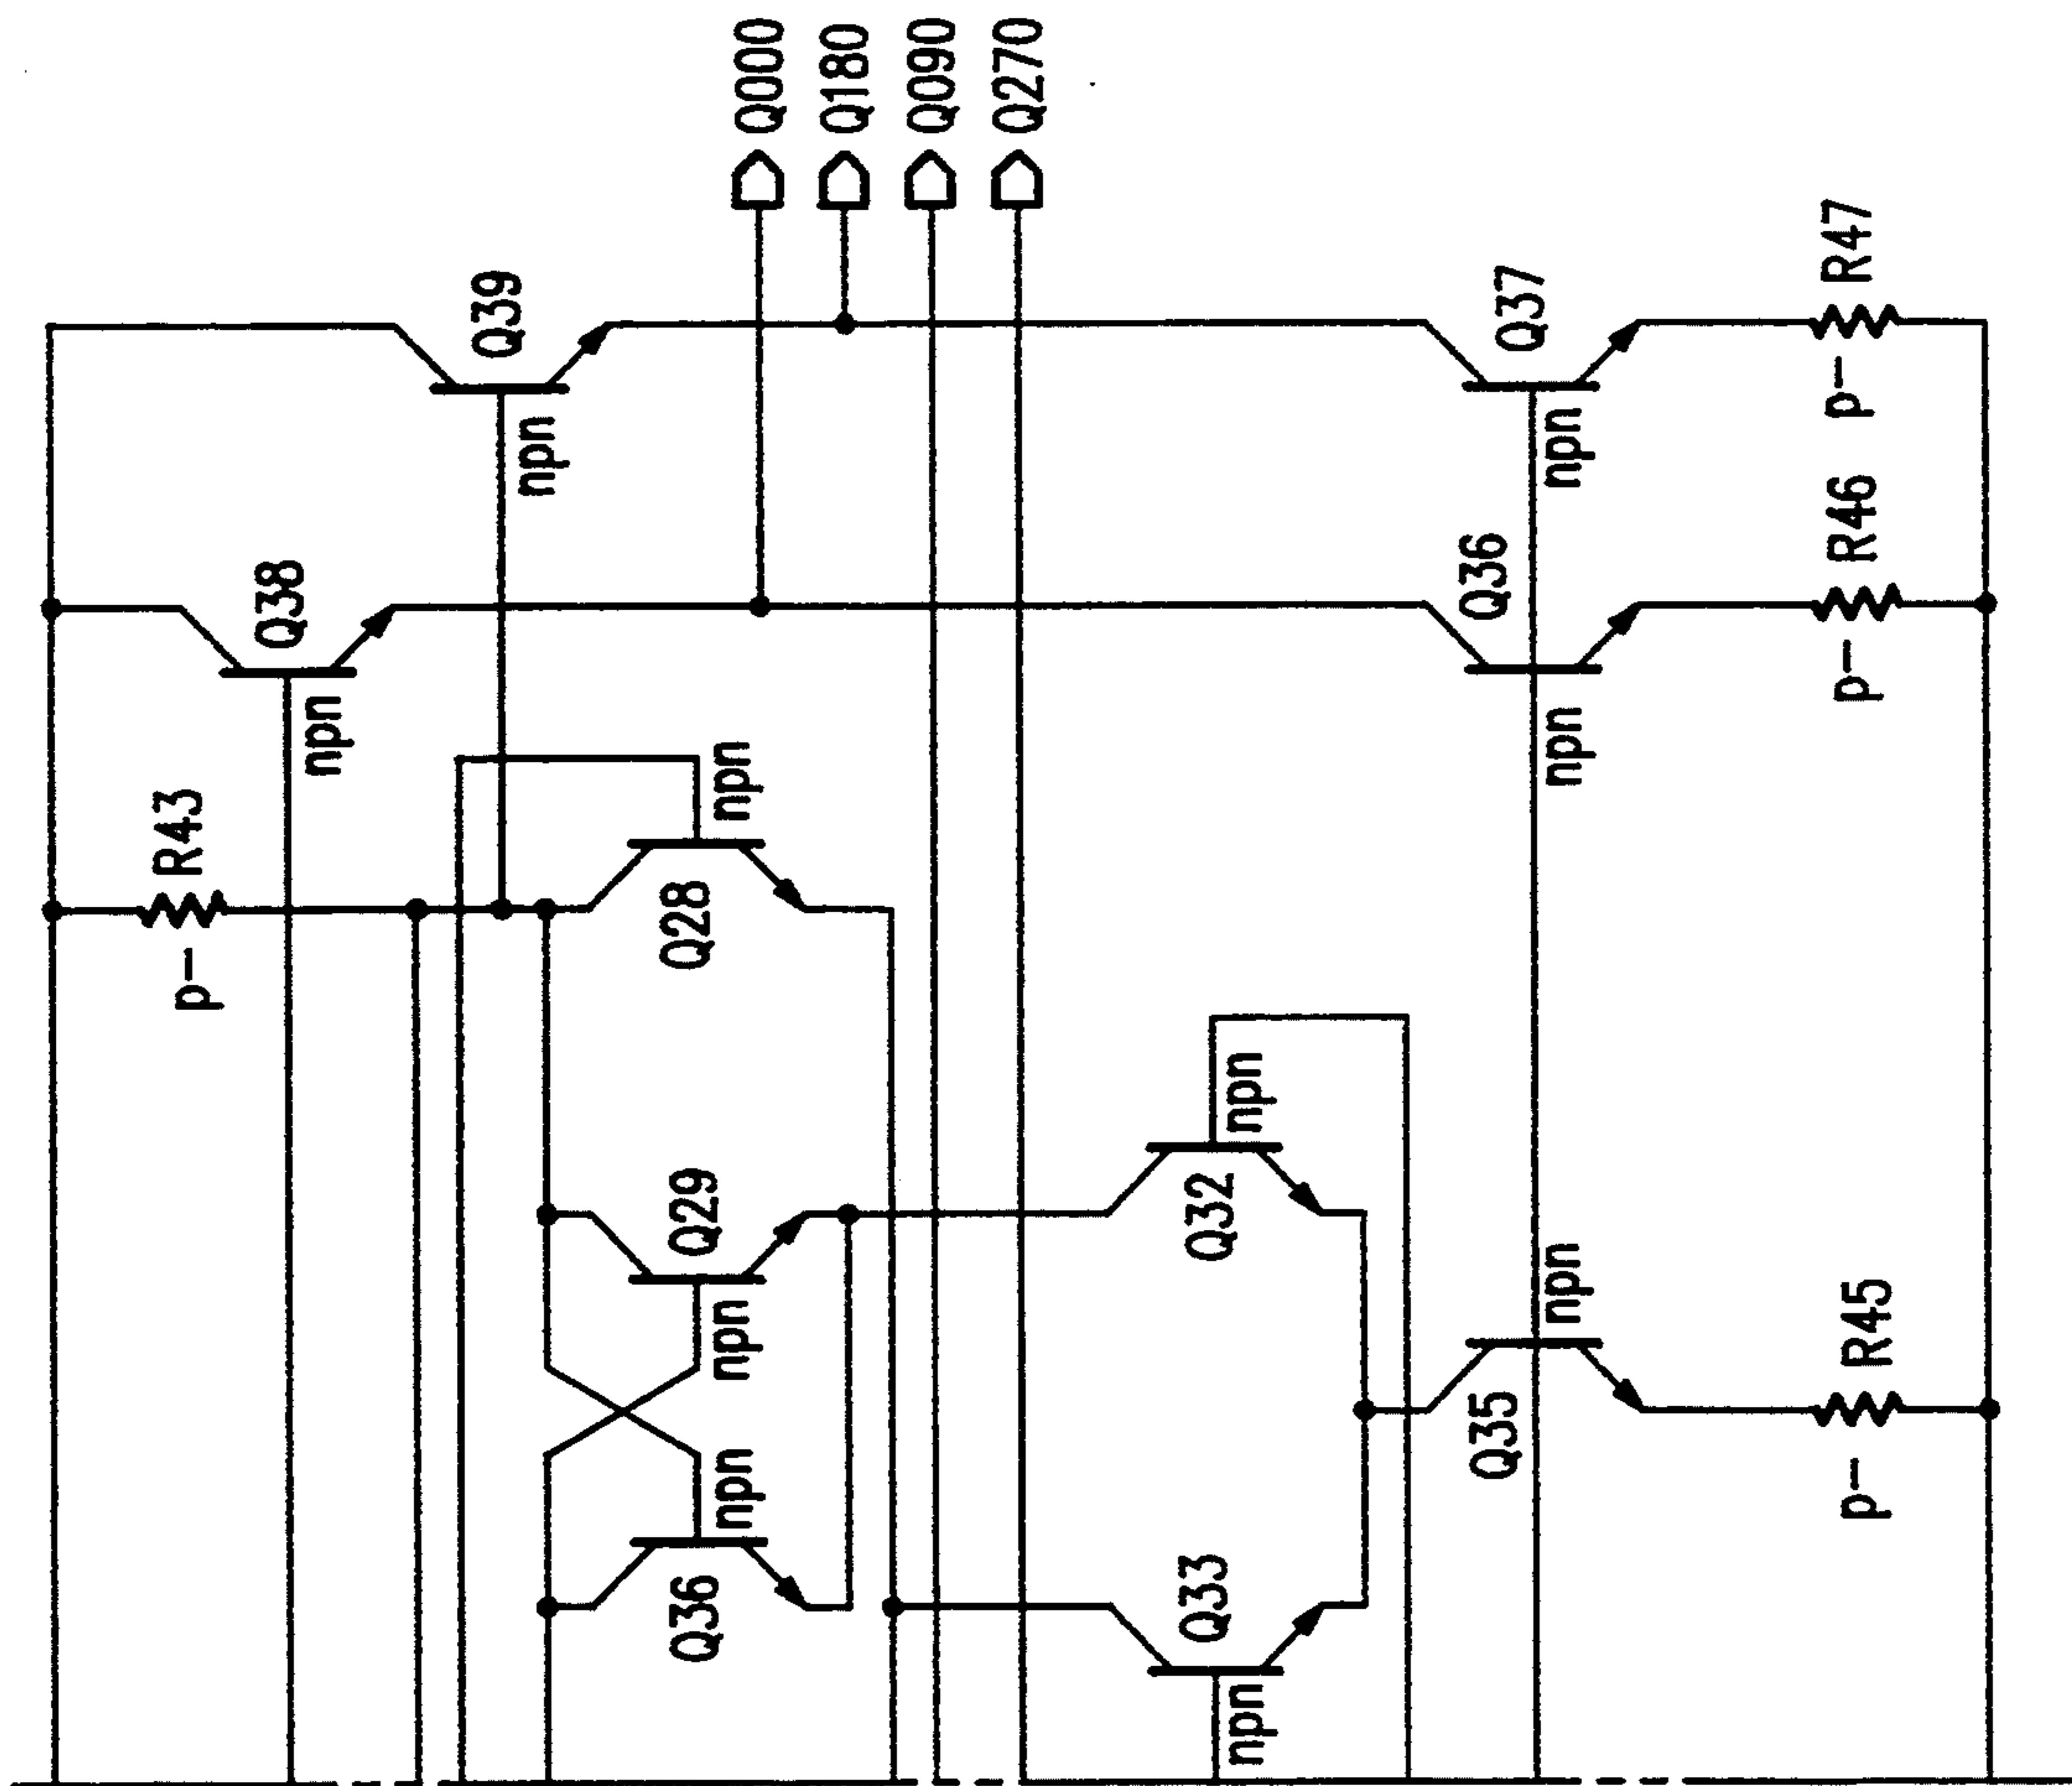 Q000
Q180
Q090
Q270
Q39
npn
Q38
npn
R43
p-
Q28
npn
Q29
npn
Q36
npn
Q32
npn
Q33
npn
Q37
npn
R47
p-
Q36
npn
R46
p-
Q35
npn
R45
p-